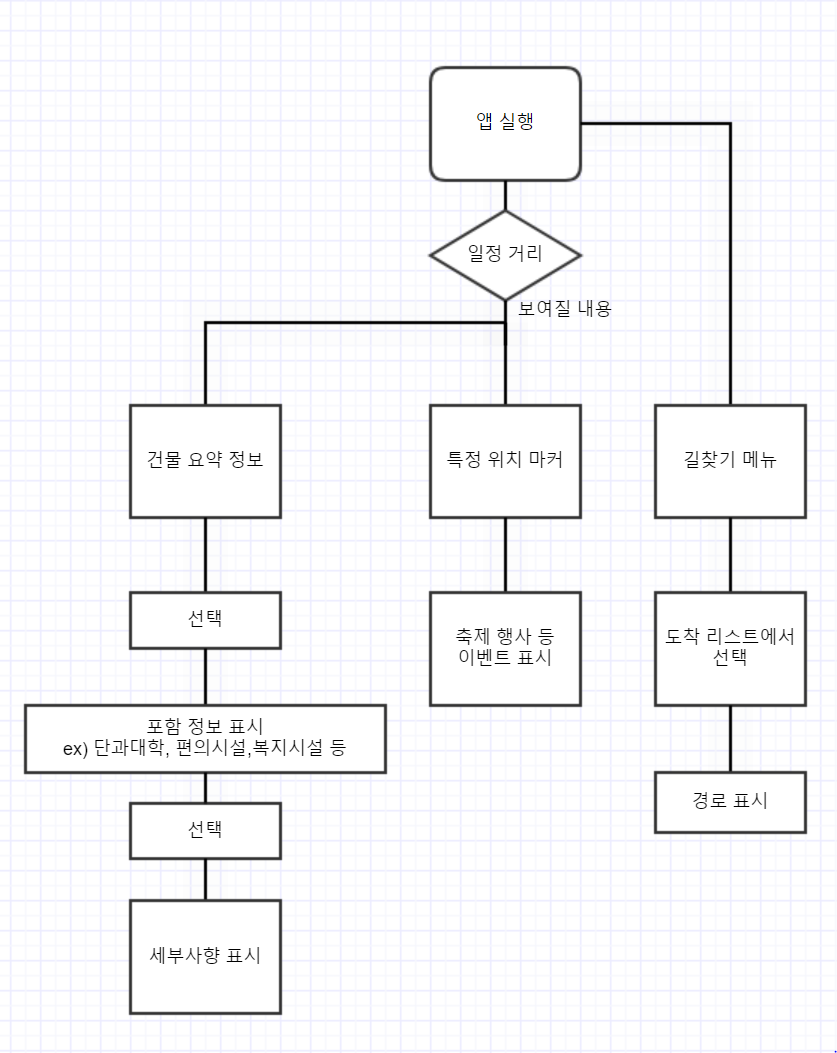 앱 실행
일정 거리
보여질 내용
건물 요약 정보
특정 위치 마커
길찾기 메뉴
선택
축제 행사 등
이벤트 표시
도착 리스트에서
선택
포함 정보 표시
ex) 단과대학, 편의시설,복지시설 등
경로 표시
선택
세부사향 표시